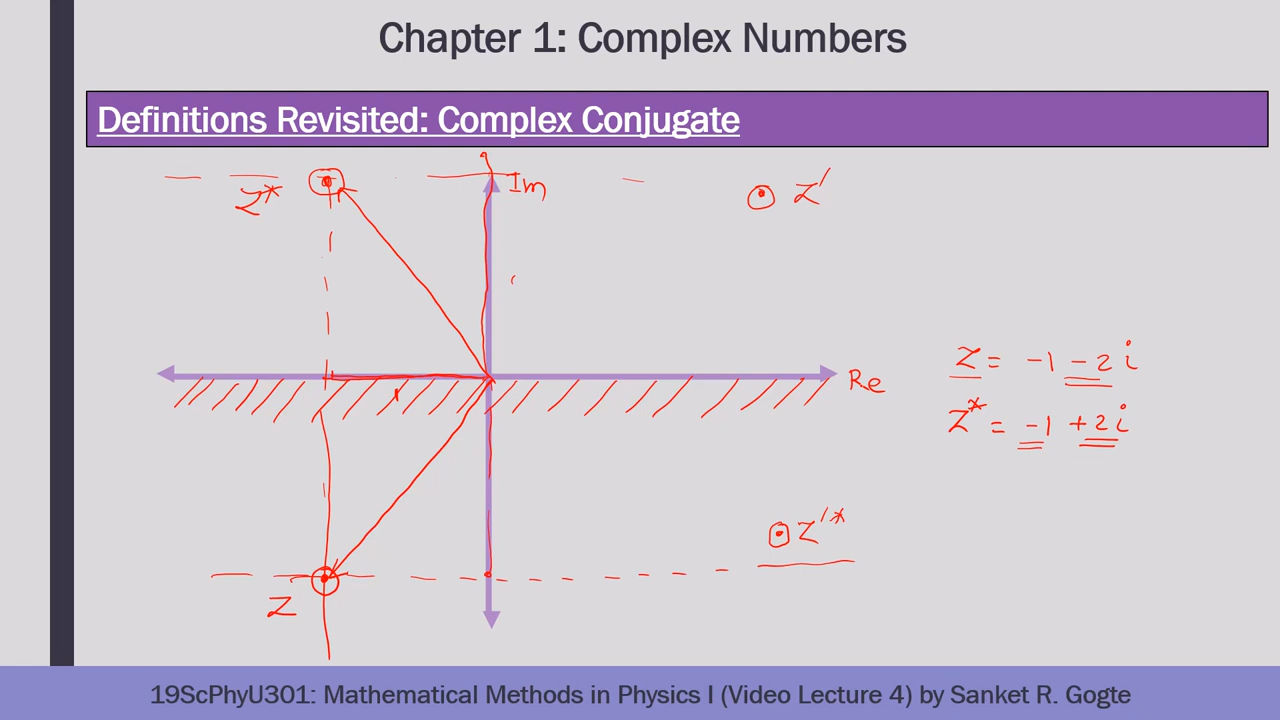 Chapter 1: Complex Numbers
Definitions Revisited: Complex Conjugate
Z*
Im
Z'
Re
Z = -1 - 2i
Z* = -1 + 2i
Z'*
Z
19ScPhyU301: Mathematical Methods in Physics I (Video Lecture 4) by Sanket R. Gogte